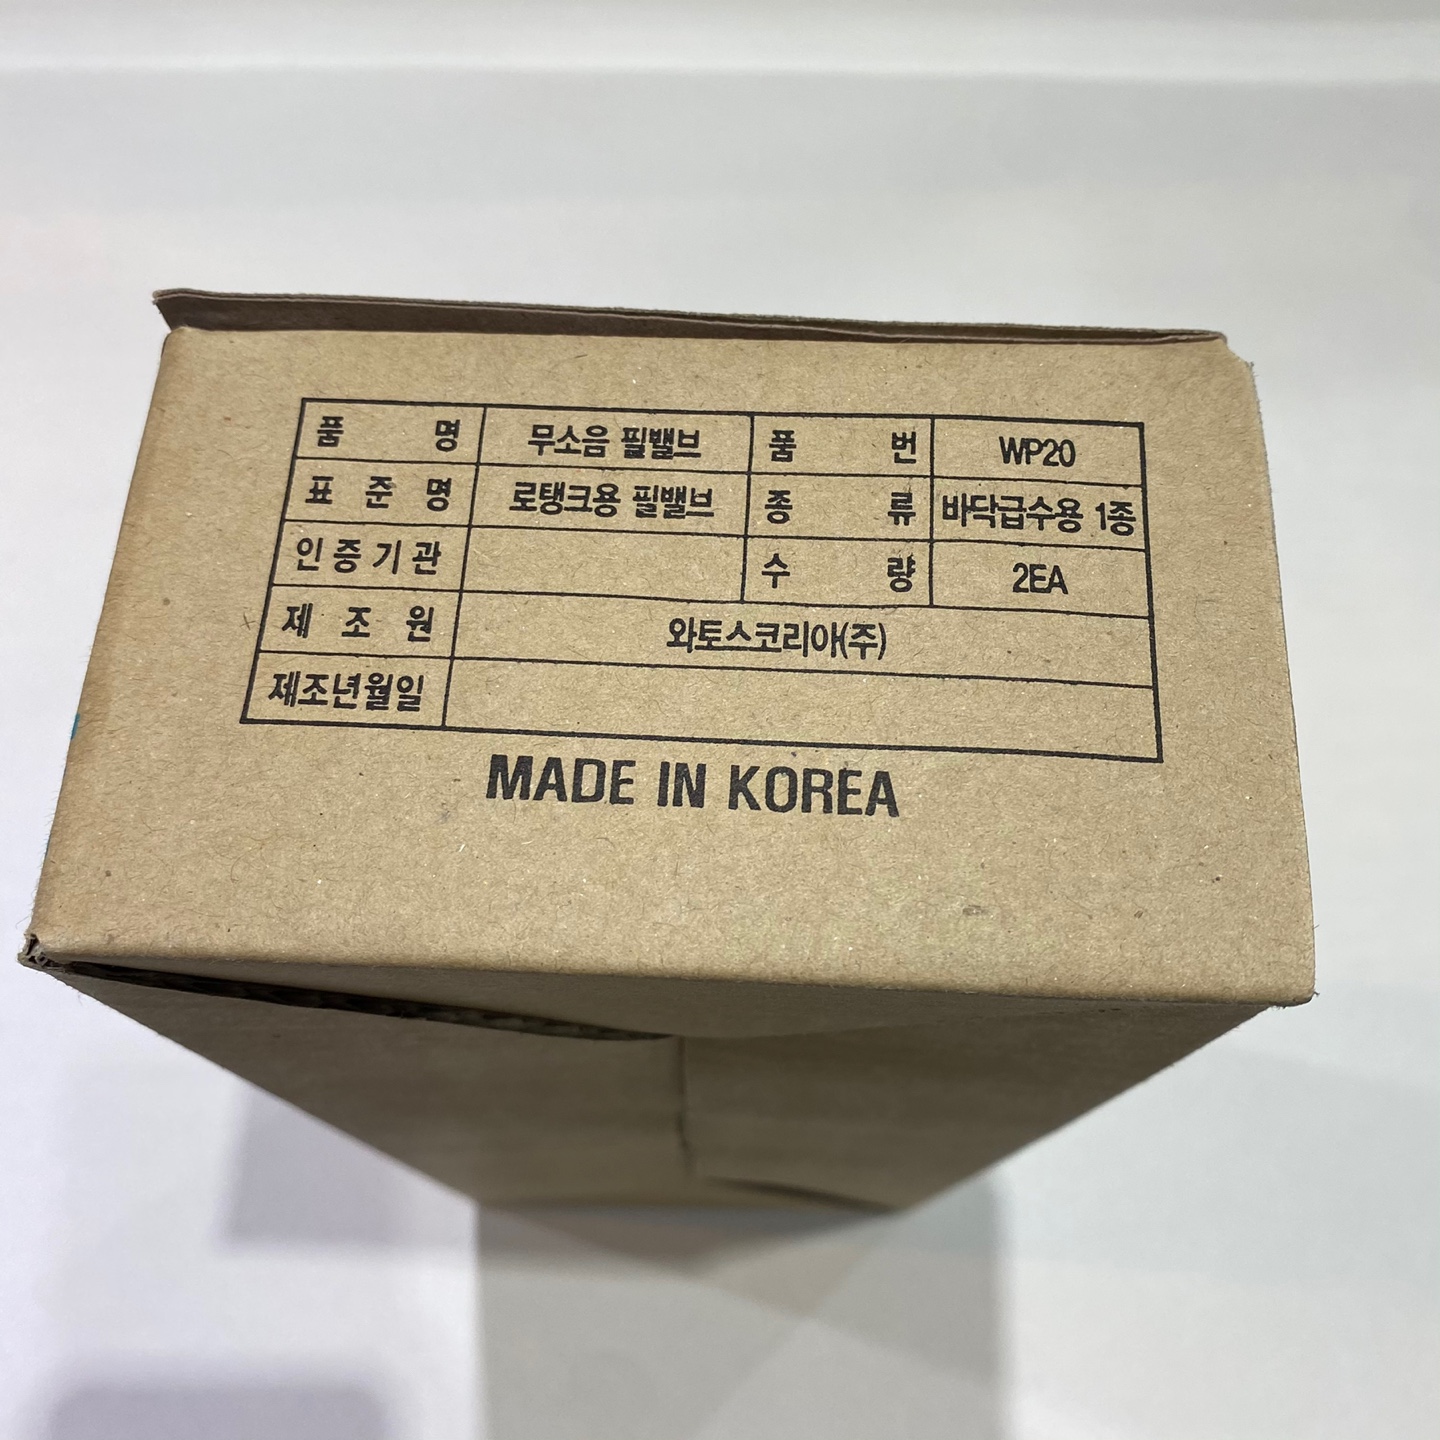 품 명 무소음 필밸브 품 번 WP20
표 준 명 로탱크용 필밸브 종 류 바닥급수용 1종
인증기관 수 량 2EA
제 조 원 와토스코리아(주)
제조년월일
MADE IN KOREA